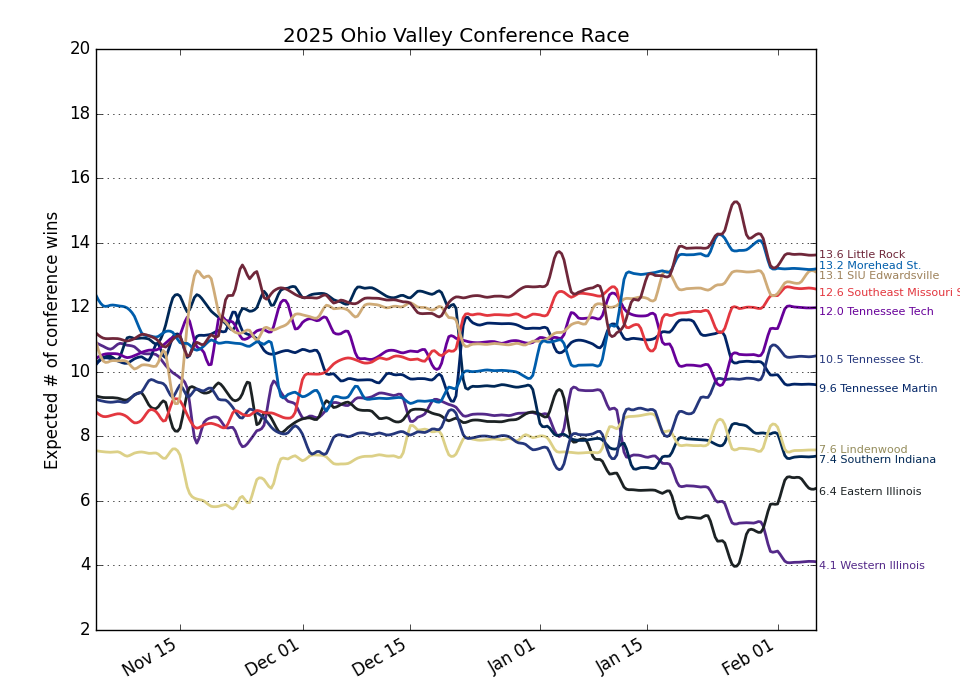 2025 Ohio Valley Conference Race
Expected # of conference wins
20
18
16
14
12
10
8
6
4
2
13.6 Little Rock
13.2 Morehead St.
13.1 SIU Edwardsville
12.6 Southeast Missouri S
12.0 Tennessee Tech
10.5 Tennessee St.
9.6 Tennessee Martin
7.6 Lindenwood
7.4 Southern Indiana
6.4 Eastern Illinois
4.1 Western Illinois
Nov 15
Dec 01
Dec 15
Jan 01
Jan 15
Feb 01